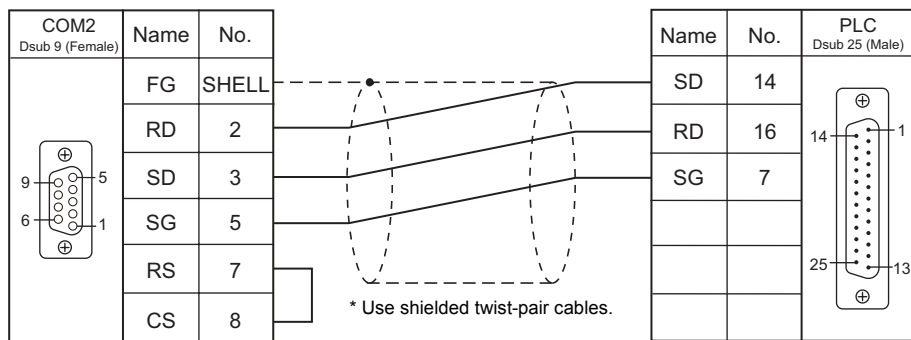 COM2
Dsub 9 (Female)
Name No.
FG SHELL
RD 2
SD 3
SG 5
RS 7
CS 8
9 5
6 1
* Use shielded twist-pair cables.
Name No.
SD 14
RD 16
SG 7
PLC
Dsub 25 (Male)
14 1
25 13